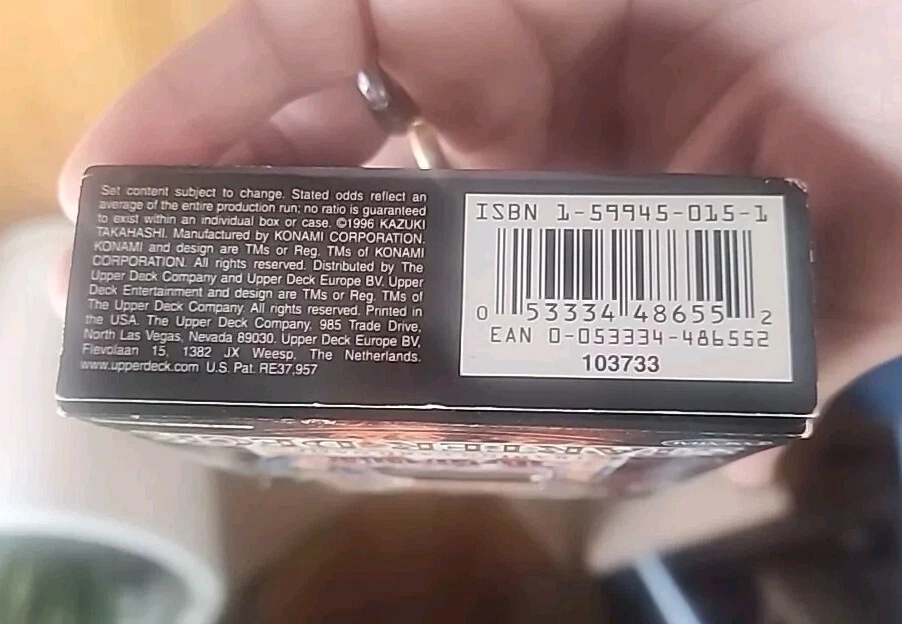 Set content subject to change. Stated odds reflect an
average of the entire production run; no ratio is guaranteed
to exist within an individual box or case. ©1996 KAZUKI
TAKAHASHI. Manufactured by KONAMI CORPORATION.
KONAMI and design are TMs or Reg. TMs of KONAMI
CORPORATION. All rights reserved. Distributed by The
Upper Deck Company and Upper Deck Europe BV. Upper
Deck Entertainment and design are TMs or Reg. TMs of
The Upper Deck Company. All rights reserved. Printed in
the USA. The Upper Deck Company, 985 Trade Drive,
North Las Vegas, Nevada 89030. Upper Deck Europe BV,
Flevolaan 15, 1382 JX Weesp, The Netherlands.
www.upperdeck.com U.S. Pat. RE37,957
ISBN 1-59945-015-1
0 53334 48655 2
EAN 0-053334-486552
103733